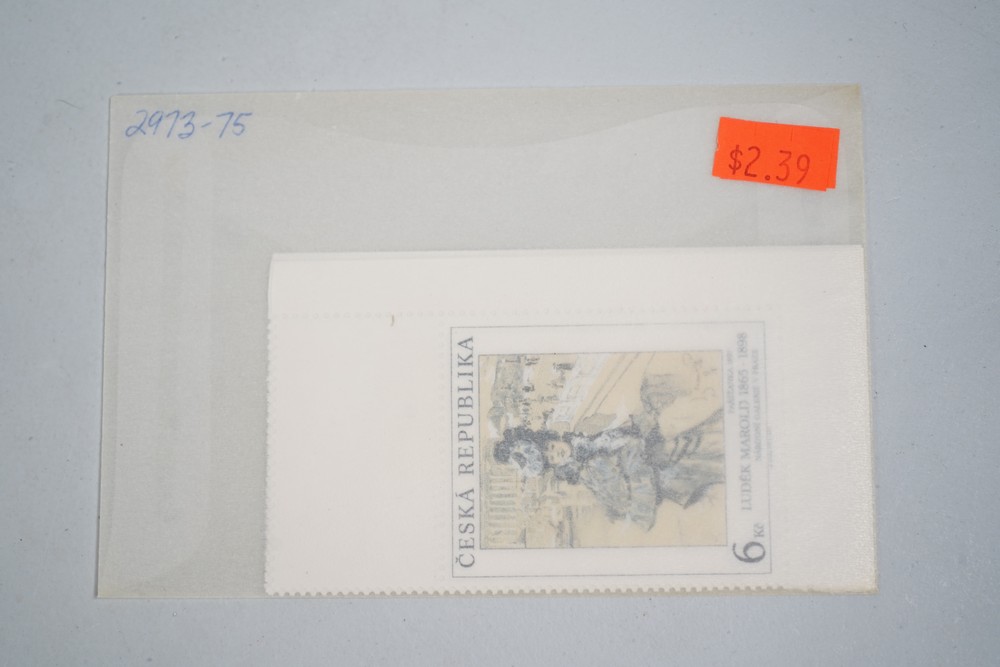 2973-75
$2.39
ČESKÁ REPUBLIKA
LUDĚK MAROLD 1865 - 1898
6 Kč